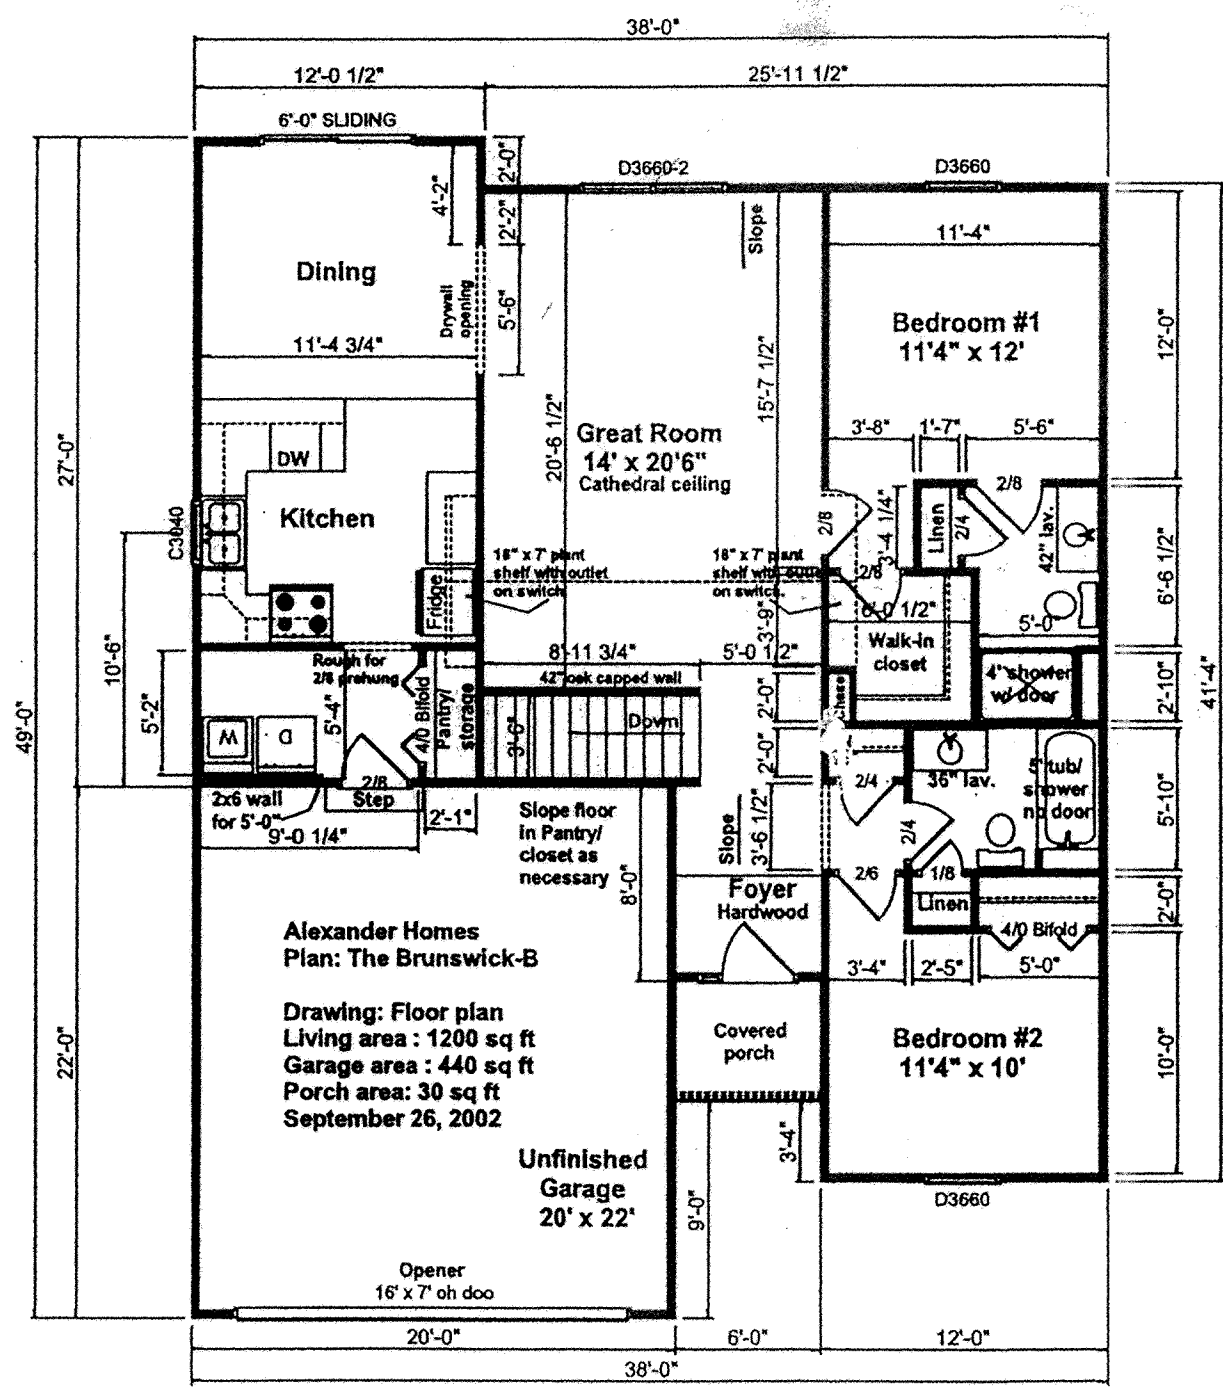 38'-0"
12'-0 1/2"
25'-11 1/2"
6'-0" SLIDING
D3660-2
D3660
2'-0"
4'-2"
2'-2"
Slope
11'-4"
Dining
Drywall
opening
5'-6"
11'-4 3/4"
Bedroom #1
11'4" x 12'
12'-0"
15'-7 1/2"
20'-6 1/2"
Great Room
14' x 20'6"
Cathedral ceiling
3'-8"
1'-7"
5'-6"
27'-0"
DW
Kitchen
C3040
2/8
2/8
3'-4 1/4"
Linen
2/4
42" lav.
6'-6 1/2"
18" x 7' plant
shelf with outlet
on switch.
18" x 7' plant
shelf with outlet
on switch.
2/8
6'-0 1/2"
5'-0"
Fridge
10'-6"
3'-9"
Walk-in
closet
Rough for
2/8 prehung
8'-11 3/4"
5'-0 1/2"
42" oak capped wall
4' shower
w/ door
2'-10"
41'-4"
49'-0"
5'-2"
5'-4"
4/0 Bifold
Pantry/
storage
3'-6"
Down
2'-0"
W
D
2/8
Step
2'-0"
2/4
36" lav.
5' tub/
shower
no door
5'-10"
2x6 wall
for 5'-0"
9'-0 1/4"
2'-1"
Slope floor
in Pantry/
closet as
necessary
8'-0"
Slope
3'-6 1/2"
2/4
2/6
1/8
Foyer
Hardwood
Linen
4/0 Bifold
2'-0"
3'-4"
2'-5"
5'-0"
Alexander Homes
Plan: The Brunswick-B
Drawing: Floor plan
Living area : 1200 sq ft
Garage area : 440 sq ft
Porch area: 30 sq ft
September 26, 2002
Covered
porch
Bedroom #2
11'4" x 10'
10'-0"
22'-0"
3'-4"
Unfinished
Garage
20' x 22'
9'-0"
D3660
Opener
16' x 7' oh doo
20'-0"
6'-0"
12'-0"
38'-0"